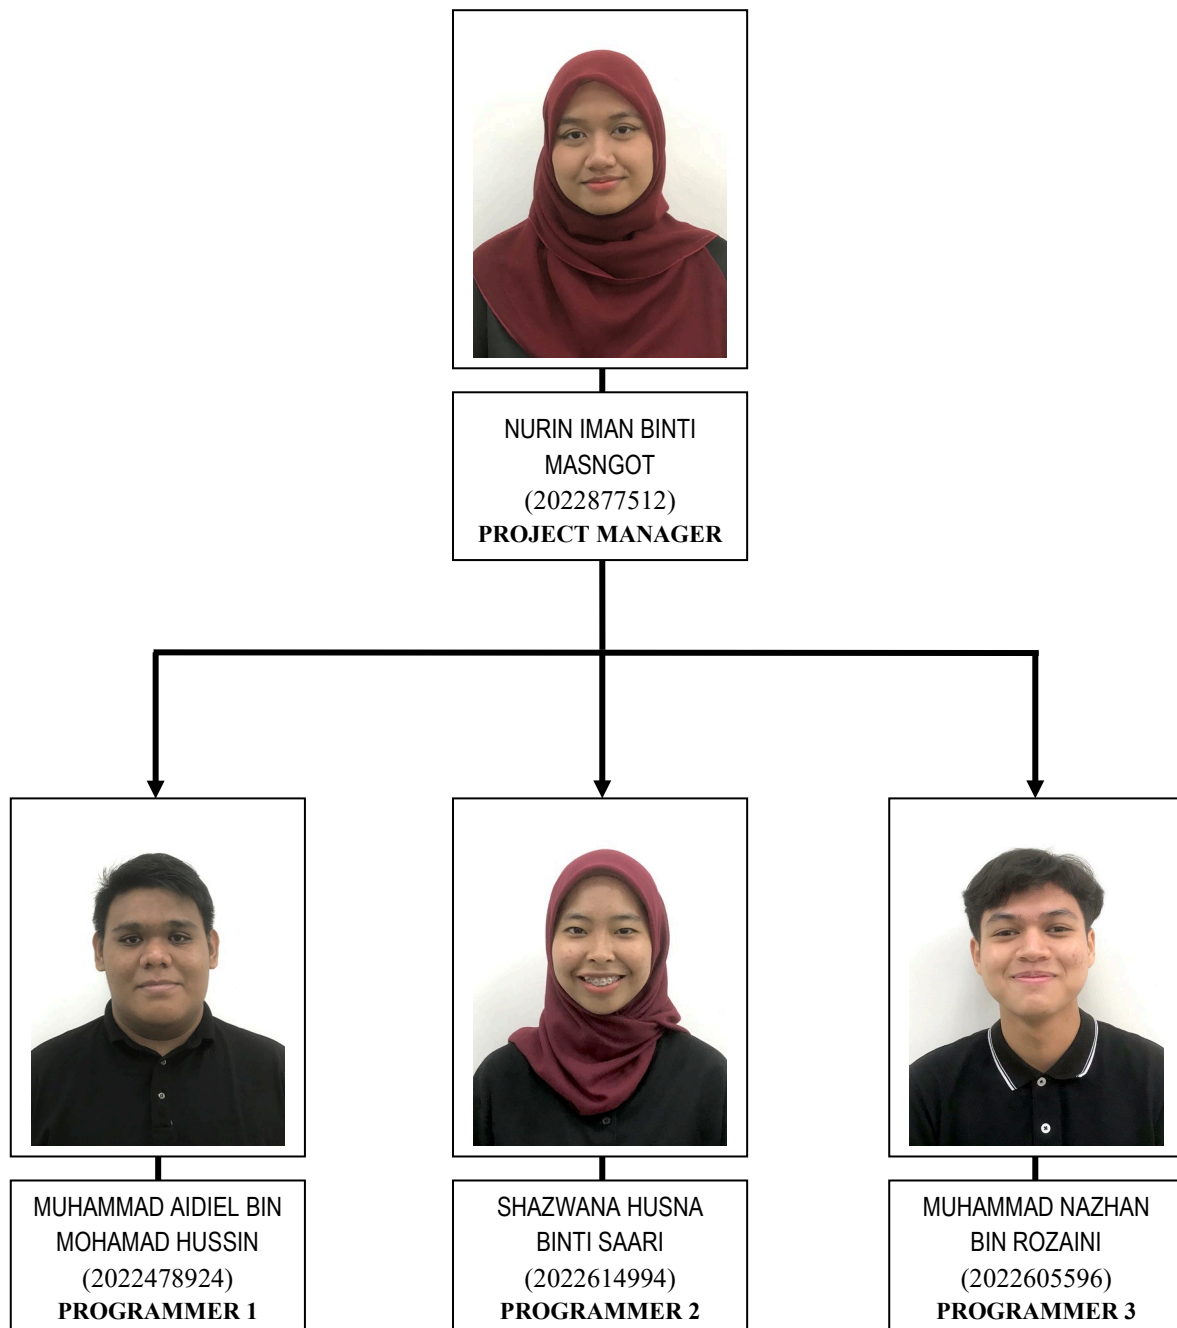 NURIN IMAN BINTI
MASNGOT
(2022877512)
PROJECT MANAGER
MUHAMMAD AIDIEL BIN
MOHAMAD HUSSIN
(2022478924)
PROGRAMMER 1
SHAZWANA HUSNA
BINTI SAARI
(2022614994)
PROGRAMMER 2
MUHAMMAD NAZHAN
BIN ROZAINI
(2022605596)
PROGRAMMER 3